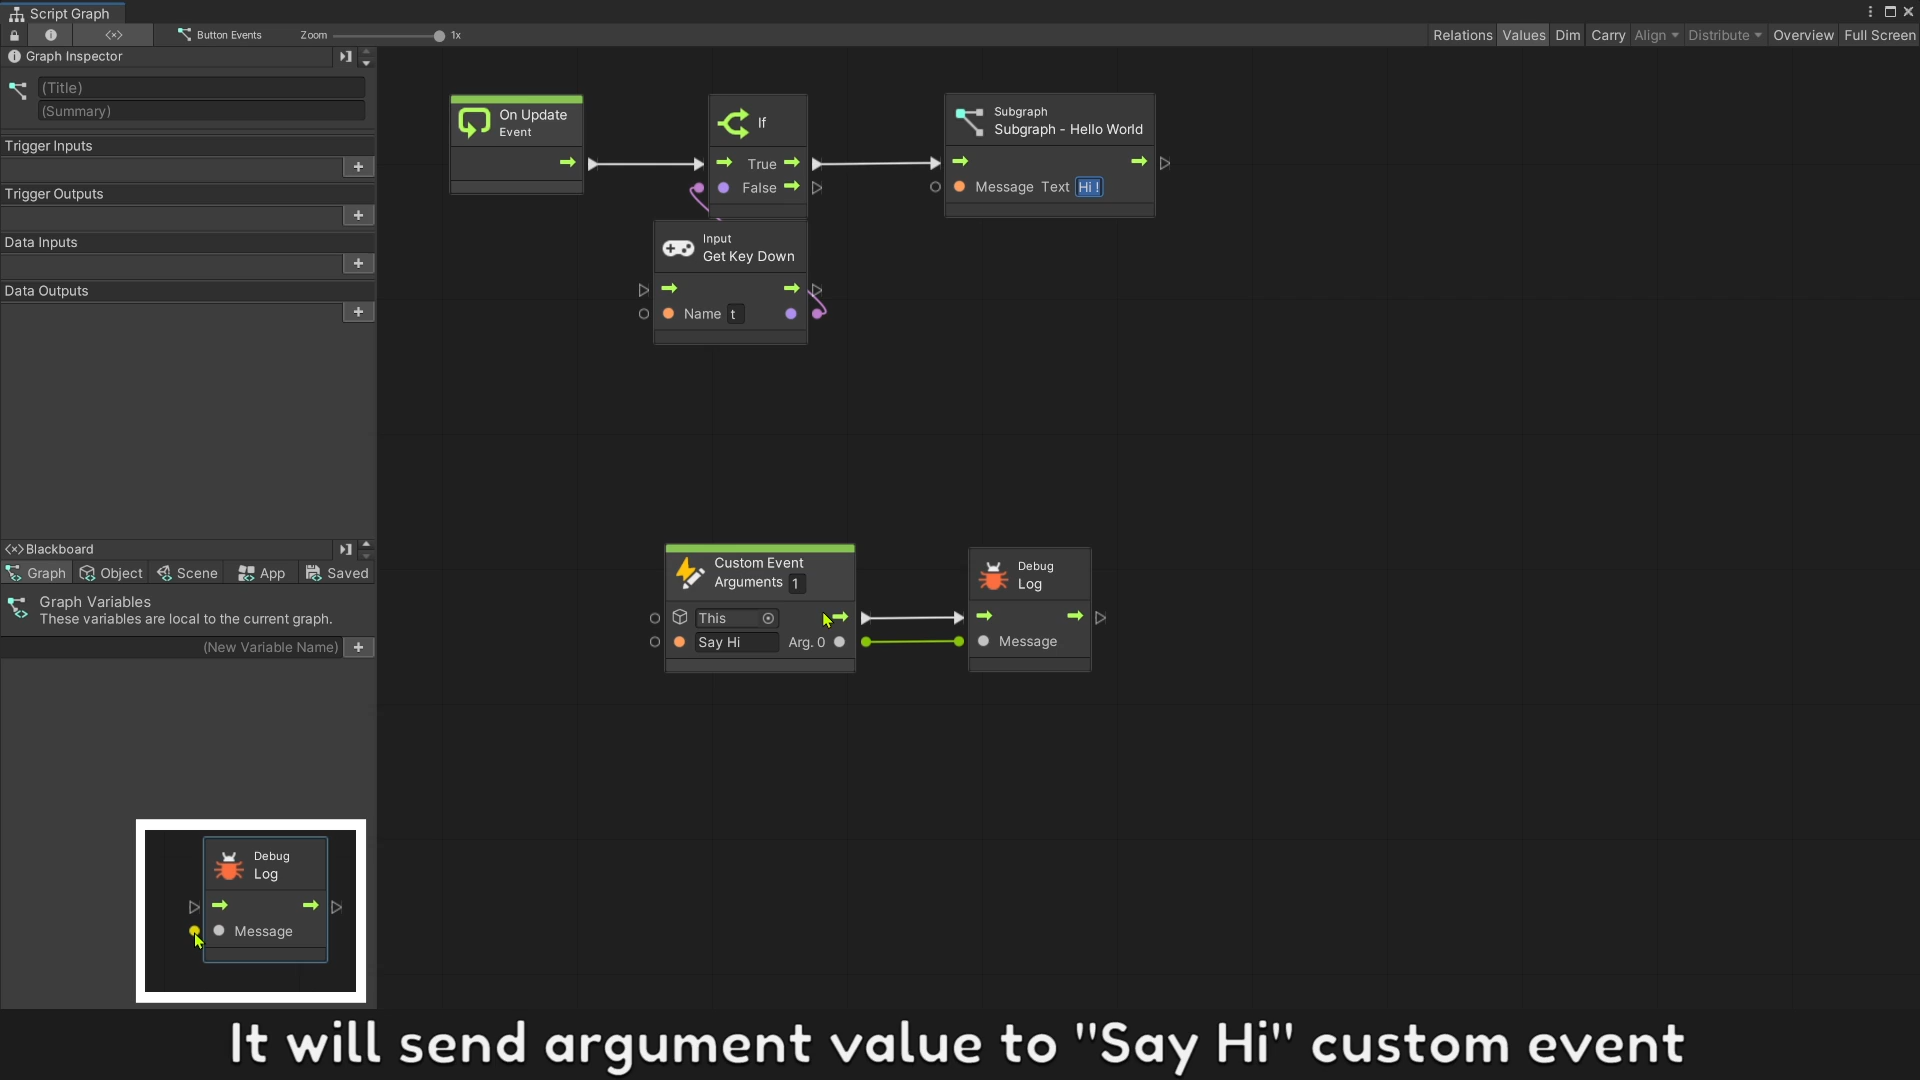 Script Graph
Button Events Zoom 1x Relations Values Dim Carry Align Distribute Overview Full Screen
Graph Inspector
(Title)
(Summary)
Trigger Inputs
Trigger Outputs
Data Inputs
Data Outputs
On Update
Event
If
True
False
Subgraph
Subgraph - Hello World
Message Text Hi !
Input
Get Key Down
Name t
Custom Event
Arguments 1
This
Say Hi Arg. 0
Debug
Log
Message
Blackboard
Graph Object Scene App Saved
Graph Variables
These variables are local to the current graph.
(New Variable Name)
Debug
Log
Message
It will send argument value to "Say Hi" custom event